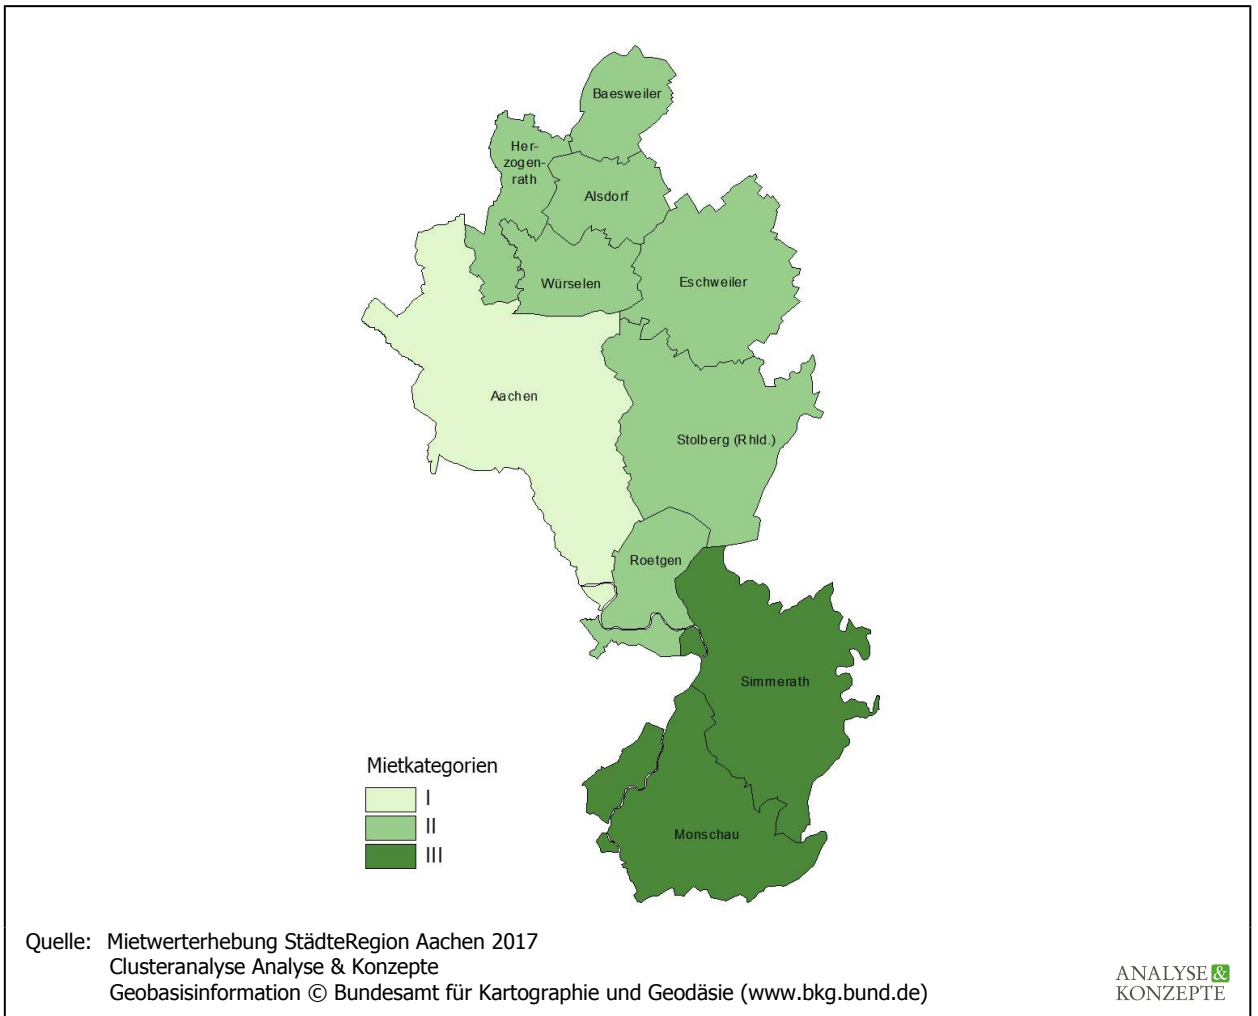 Baesweiler
Her-
zogen-
rath
Alsdorf
Würselen
Eschweiler
Aachen
Stolberg (Rhld.)
Roetgen
Simmerath
Monschau
Mietkategorien
I
II
III
Quelle: Mietwerterhebung StädteRegion Aachen 2017
Clusteranalyse Analyse & Konzepte
Geobasisinformation © Bundesamt für Kartographie und Geodäsie (www.bkg.bund.de)
ANALYSE &
KONZEPTE